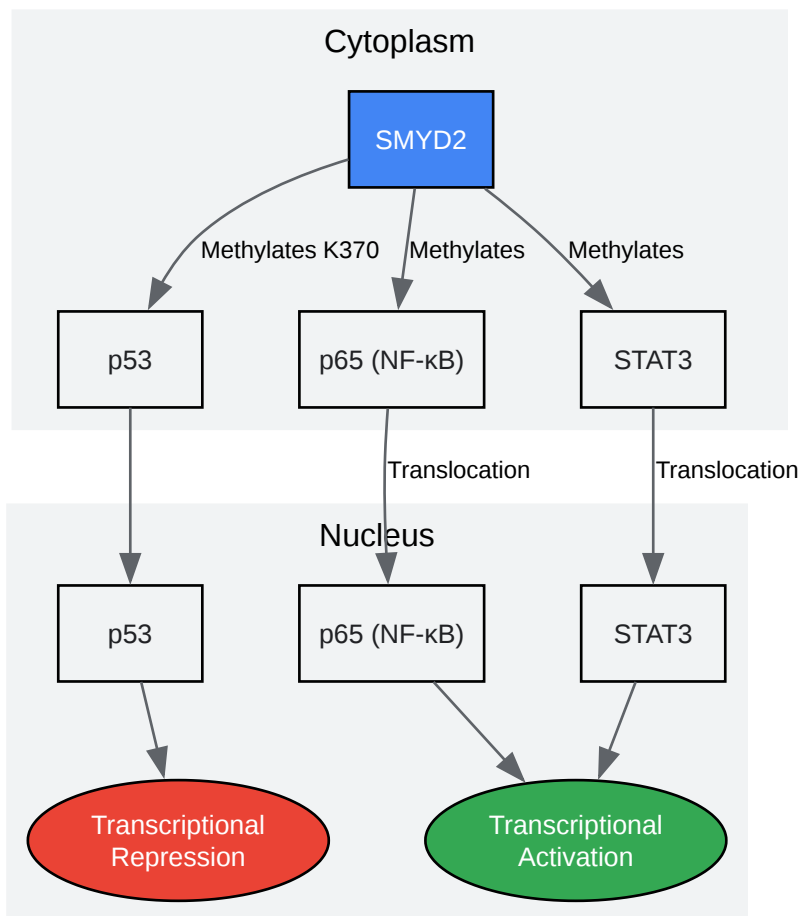 Cytoplasm
SMYD2
Methylates K370
Methylates
Methylates
p53
p65 (NF-κB)
STAT3
Translocation
Translocation
Nucleus
p53
p65 (NF-κB)
STAT3
Transcriptional
Repression
Transcriptional
Activation